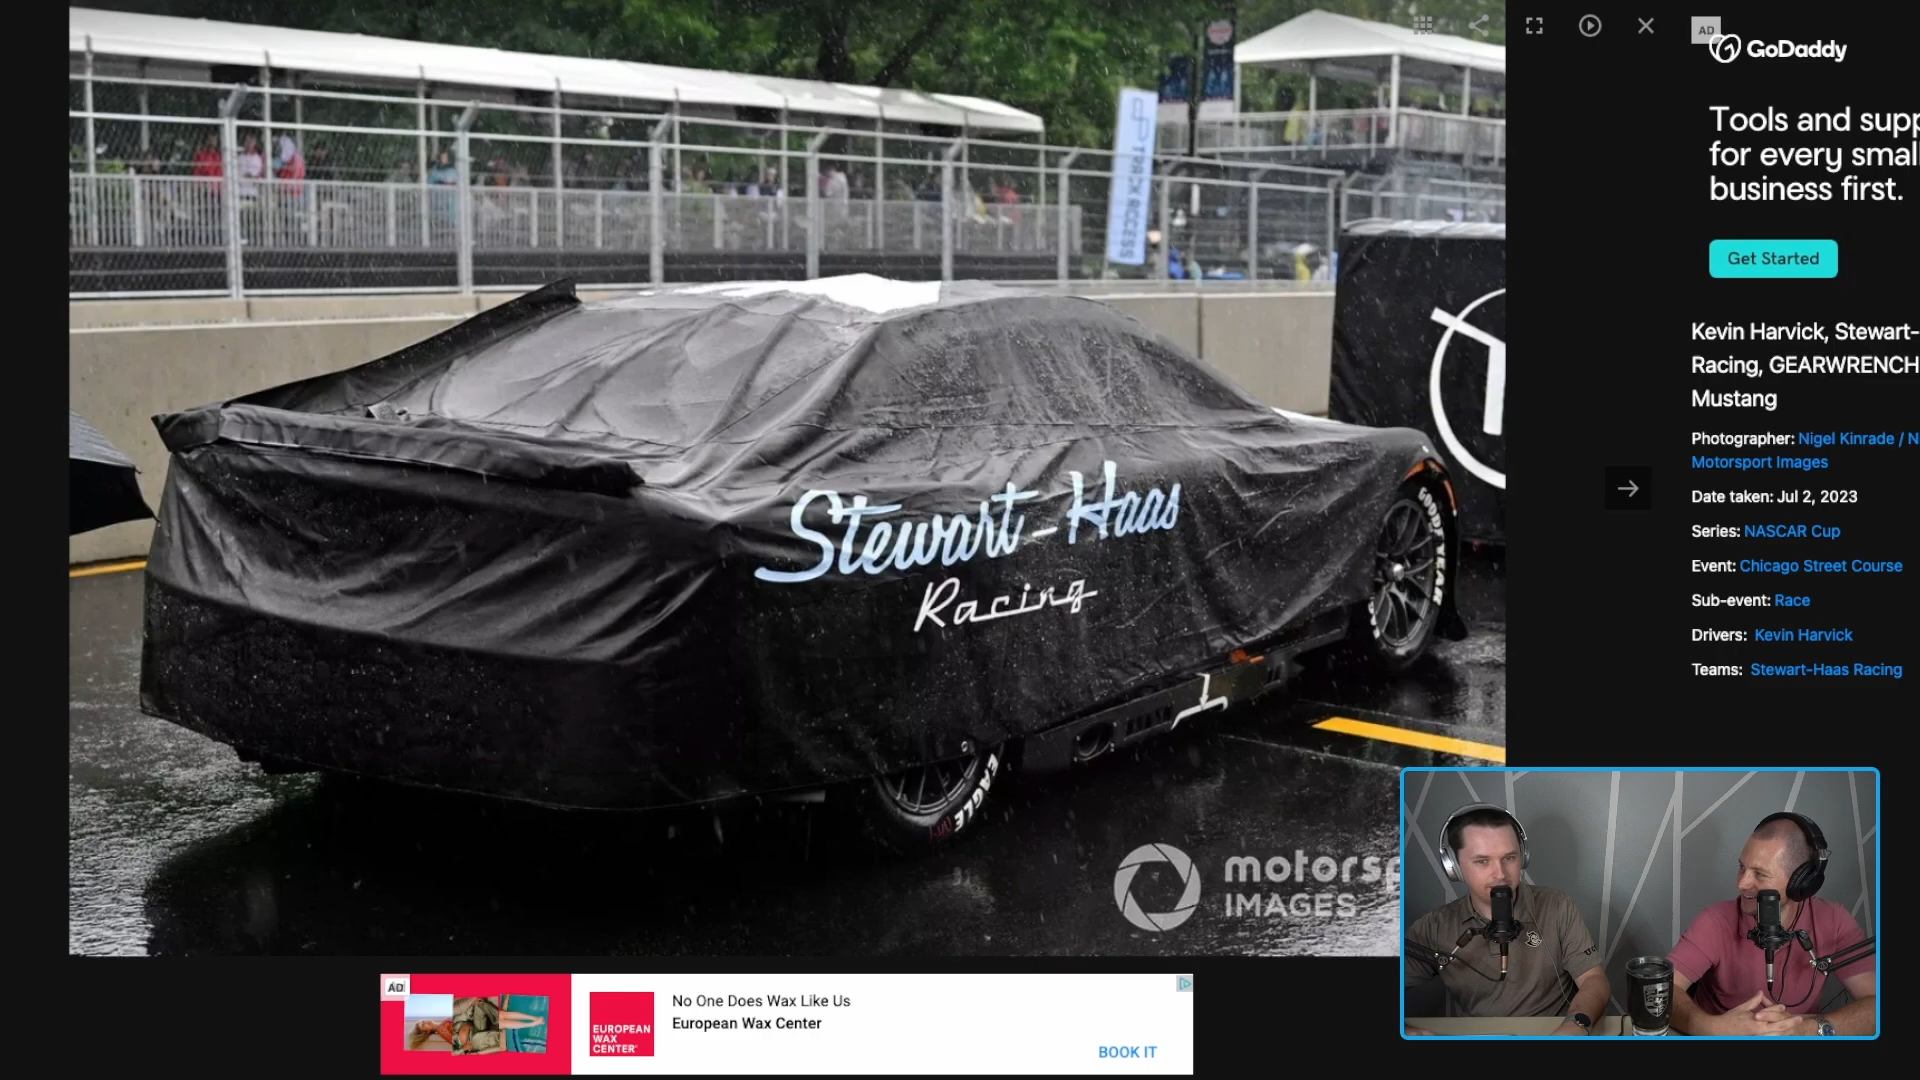 AD
GoDaddy
Tools and supp
for every small
business first.
Get Started
TRACK ACCESS
Kevin Harvick, Stewart-
Racing, GEARWRENCH
Mustang
Photographer: Nigel Kinrade / N
Motorsport Images
Date taken: Jul 2, 2023
Series: NASCAR Cup
Event: Chicago Street Course
Sub-event: Race
Drivers: Kevin Harvick
Teams: Stewart-Haas Racing
Stewart-Haas
Racing
GOODYEAR
EAGLE
motorsp
IMAGES
AD
EUROPEAN
WAX
CENTER
No One Does Wax Like Us
European Wax Center
BOOK IT